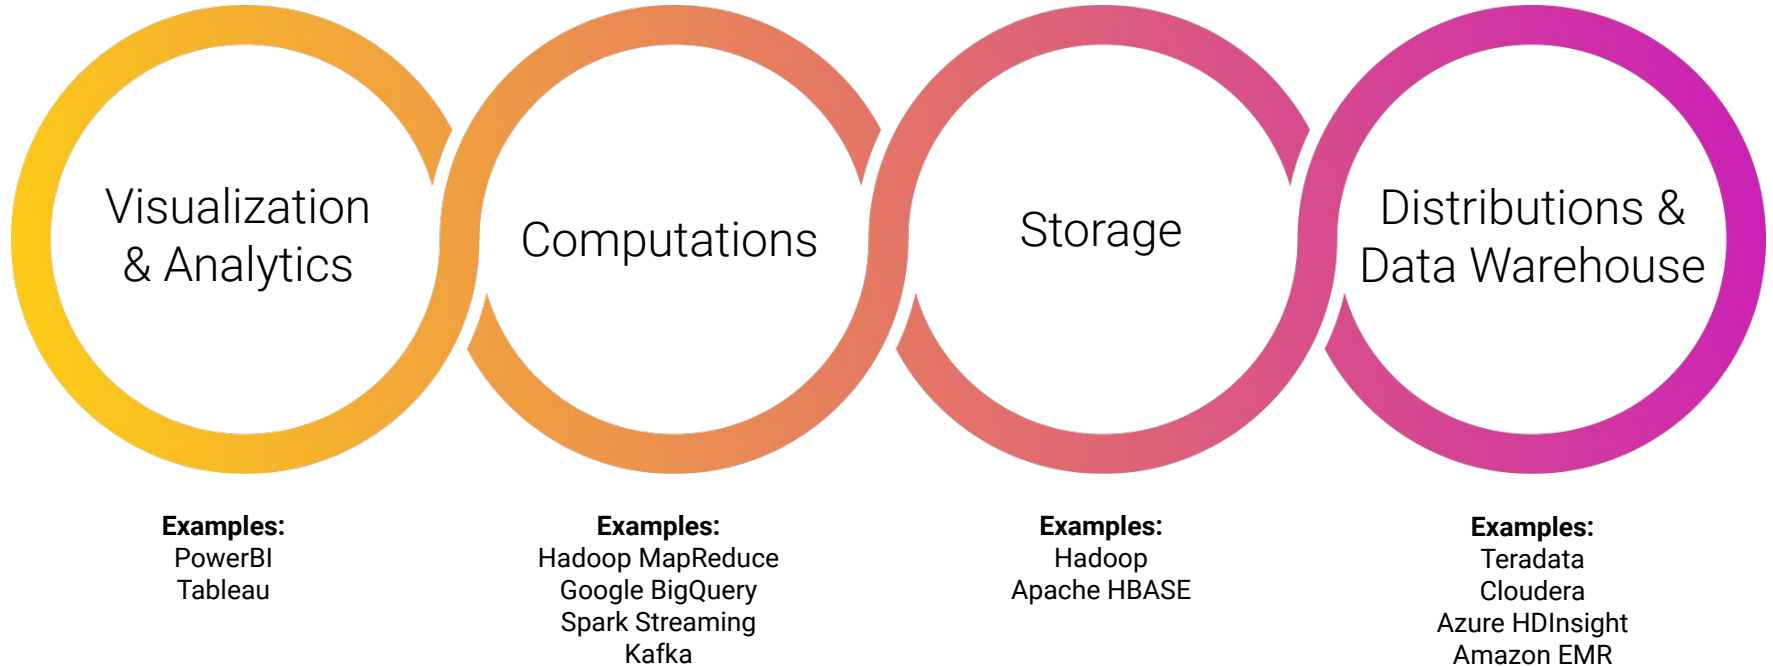 Visualization
& Analytics
Computations
Storage
Distributions &
Data Warehouse
Examples:
PowerBI
Tableau
Examples:
Hadoop MapReduce
Google BigQuery
Spark Streaming
Kafka
Examples:
Hadoop
Apache HBASE
Examples:
Teradata
Cloudera
Azure HDInsight
Amazon EMR